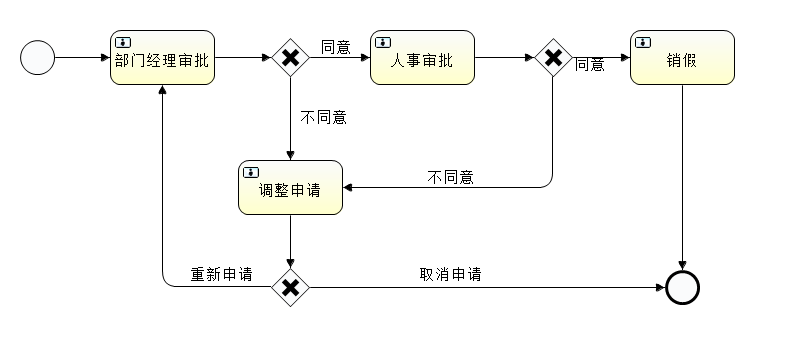 部门经理审批
同意
人事审批
同意
销假
不同意
调整申请
不同意
重新申请
取消申请